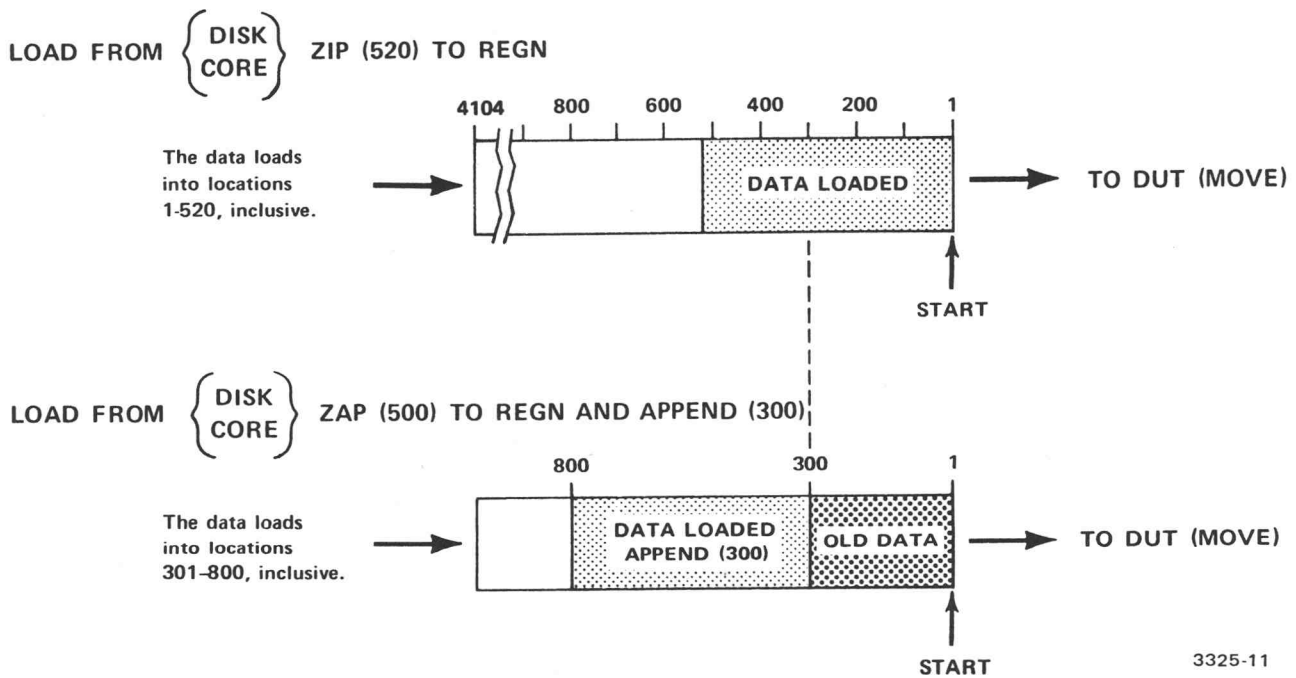 LOAD FROM { DISK CORE } ZIP (520) TO REGN
4104 800 600 400 200 1
The data loads
into locations
1-520, inclusive.
DATA LOADED
TO DUT (MOVE)
START
LOAD FROM { DISK CORE } ZAP (500) TO REGN AND APPEND (300)
800 300 1
The data loads
into locations
301–800, inclusive.
DATA LOADED
APPEND (300)
OLD DATA
TO DUT (MOVE)
START
3325-11